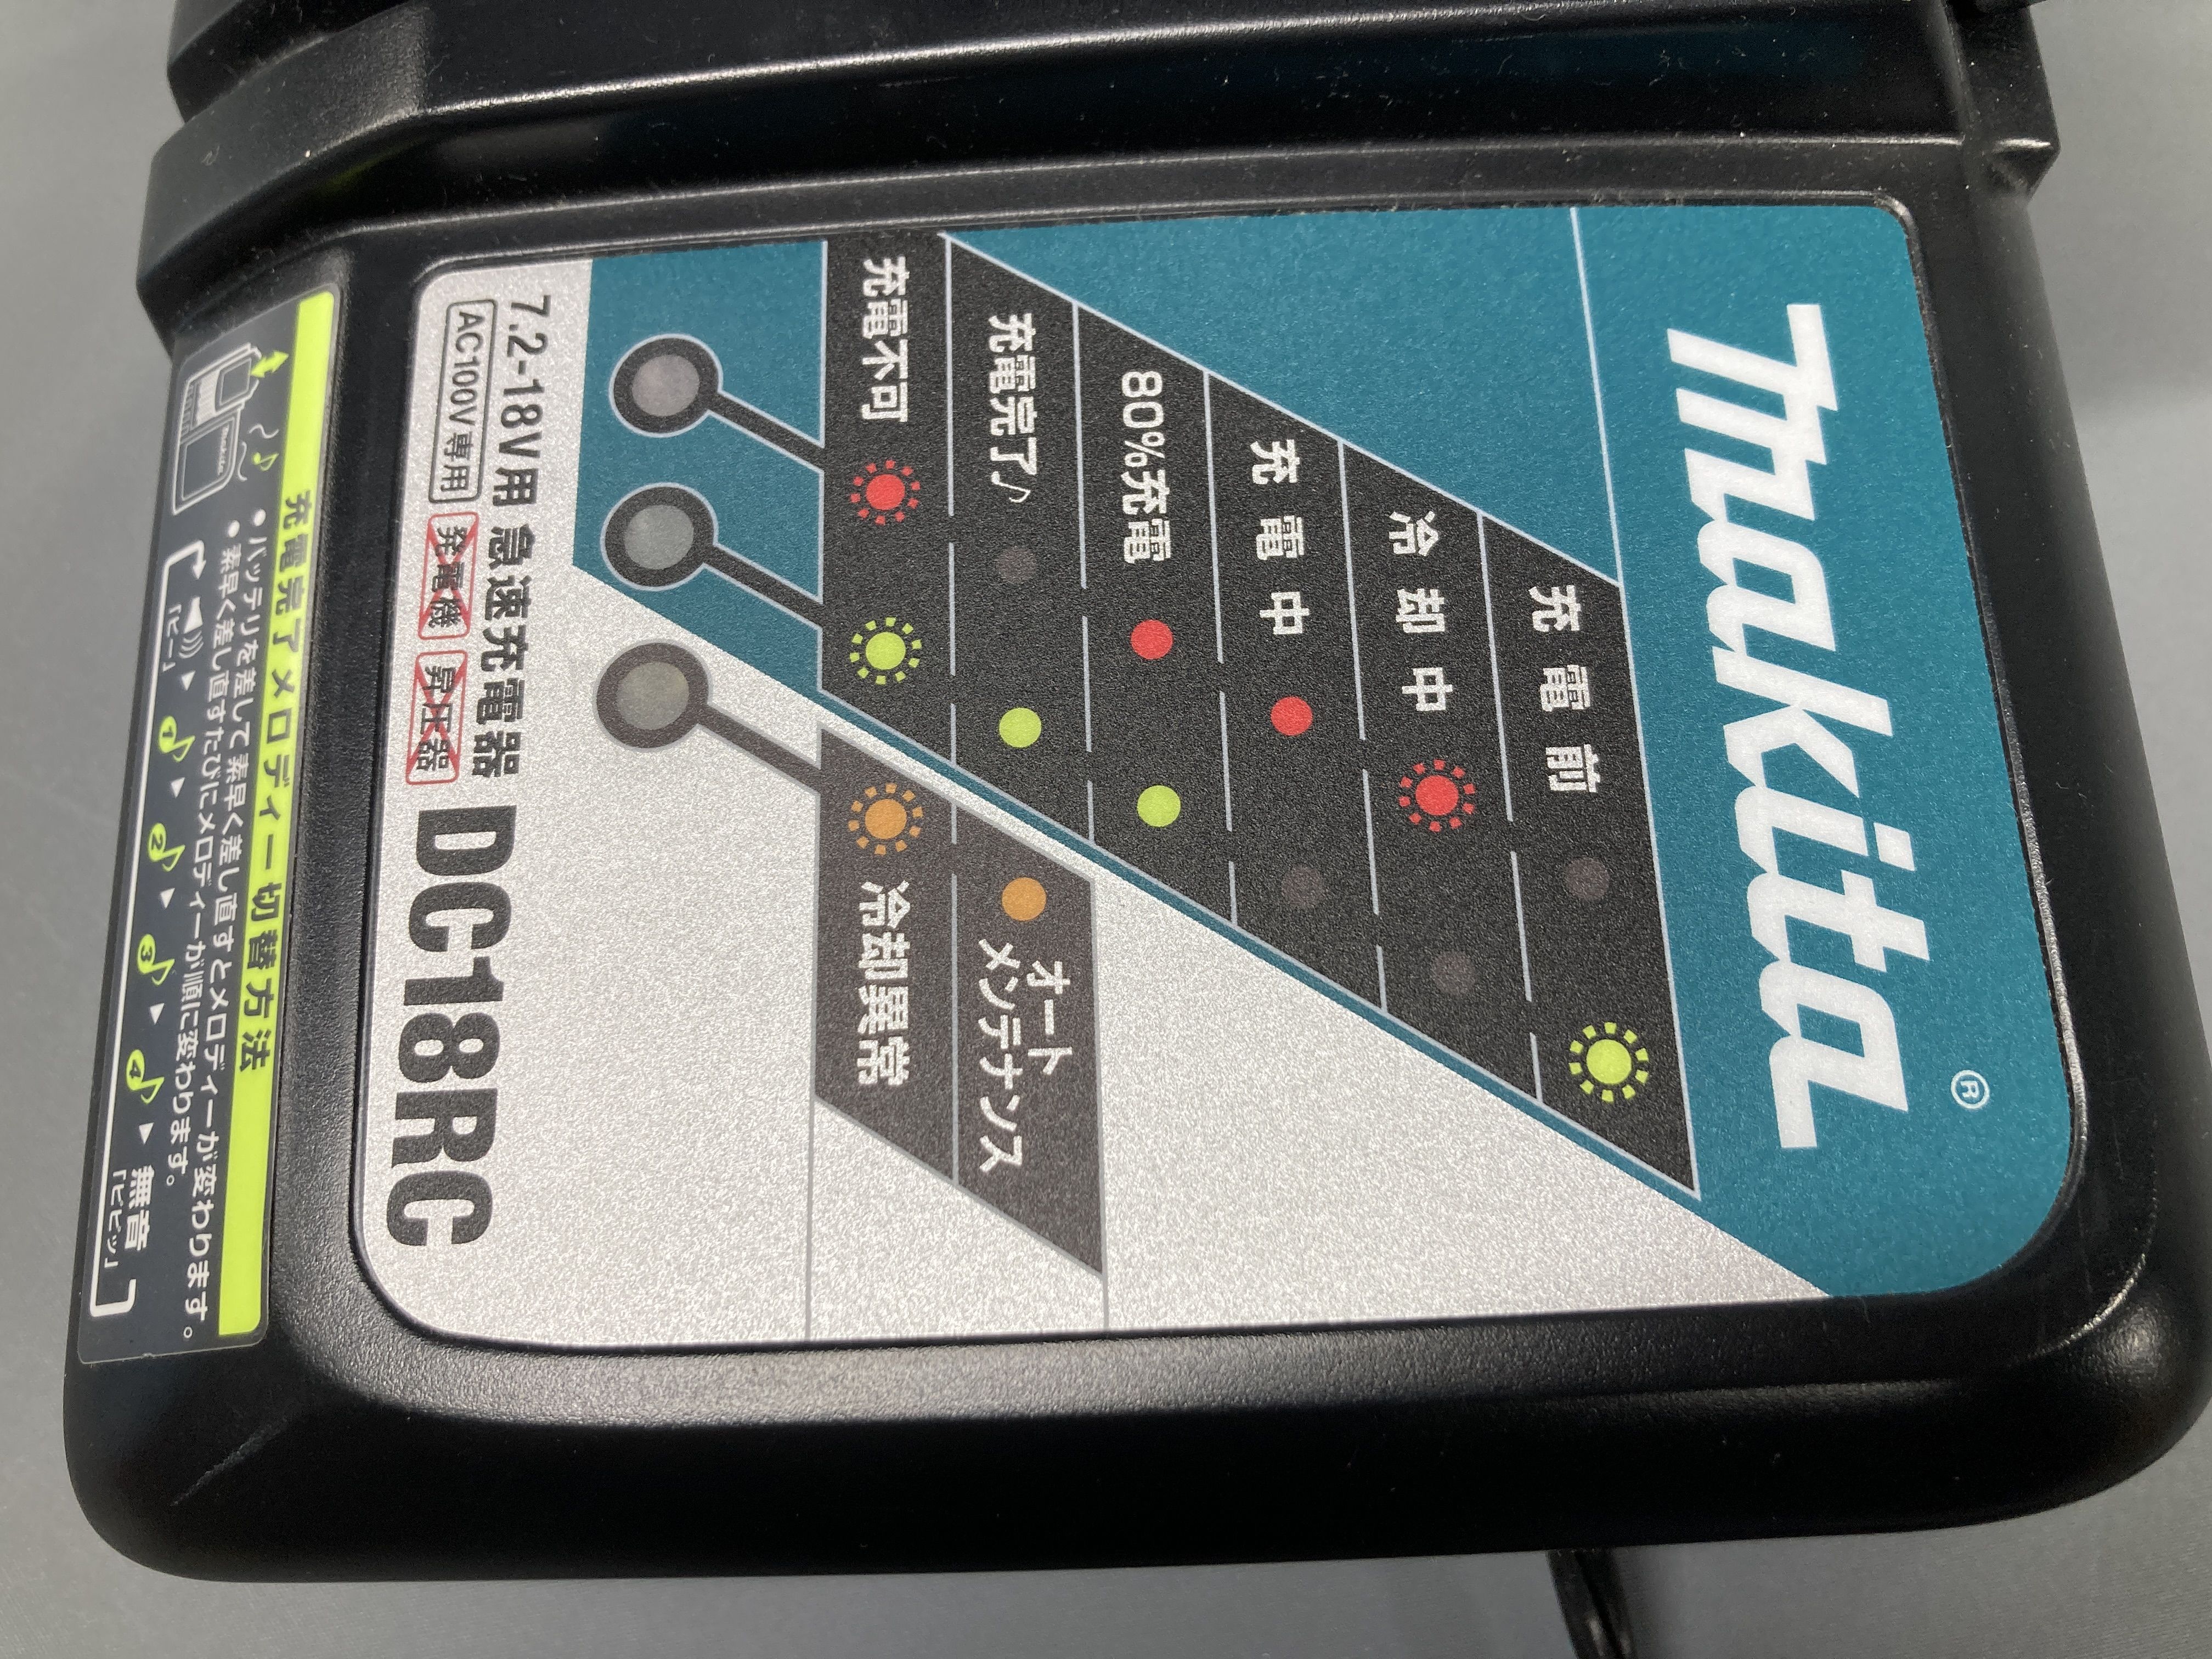 makita®
充電前
冷却中
充電中
80%充電
充電完了♪
充電不可
オート
メンテナンス
冷却異常
7.2-18V用 急速充電器 DC18RC
AC100V専用 発電機 昇圧器
充電完了メロディー切替方法
・バッテリを差して素早く差し直すとメロディーが変わります。
・素早く差し直すたびにメロディーが順に変わります。
「ピー」 ▶ 1♪ ▶ 2♪ ▶ 3♪ ▶ 4♪ ▶ 無音「ピピピッ」